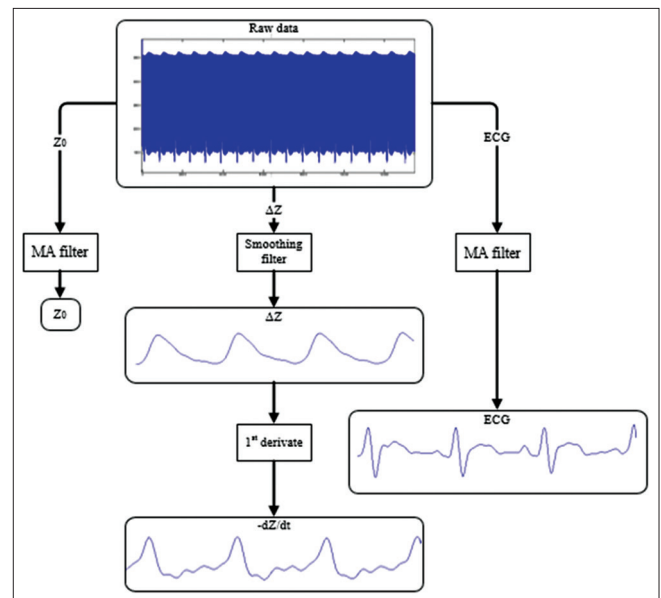 Raw data
Z0
ECG
ΔZ
MA filter
Smoothing
filter
MA filter
Z0
ΔZ
ECG
1st derivate
-dZ/dt